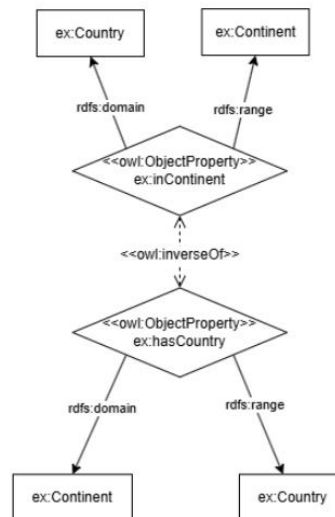 ex:Country
ex:Continent
rdfs:domain
rdfs:range
<<owl:ObjectProperty>>
ex:inContinent
<<owl:inverseOf>>
<<owl:ObjectProperty>>
ex:hasCountry
rdfs:domain
rdfs:range
ex:Continent
ex:Country